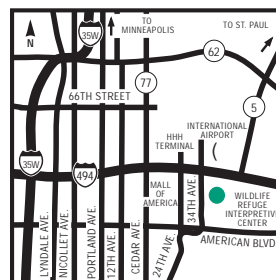 N
35W
TO
MINNEAPOLIS
TO ST. PAUL
62
77
66TH STREET
5
INTERNATIONAL
AIRPORT
HHH
TERMINAL
(
35W
494
MALL
OF
AMERICA
34TH AVE.
WILDLIFE
REFUGE
INTERPRETIVE
CENTER
LYNDALE AVE.
NICOLLET AVE.
PORTLAND AVE.
12TH AVE.
CEDAR AVE.
24TH AVE.
AMERICAN BLVD